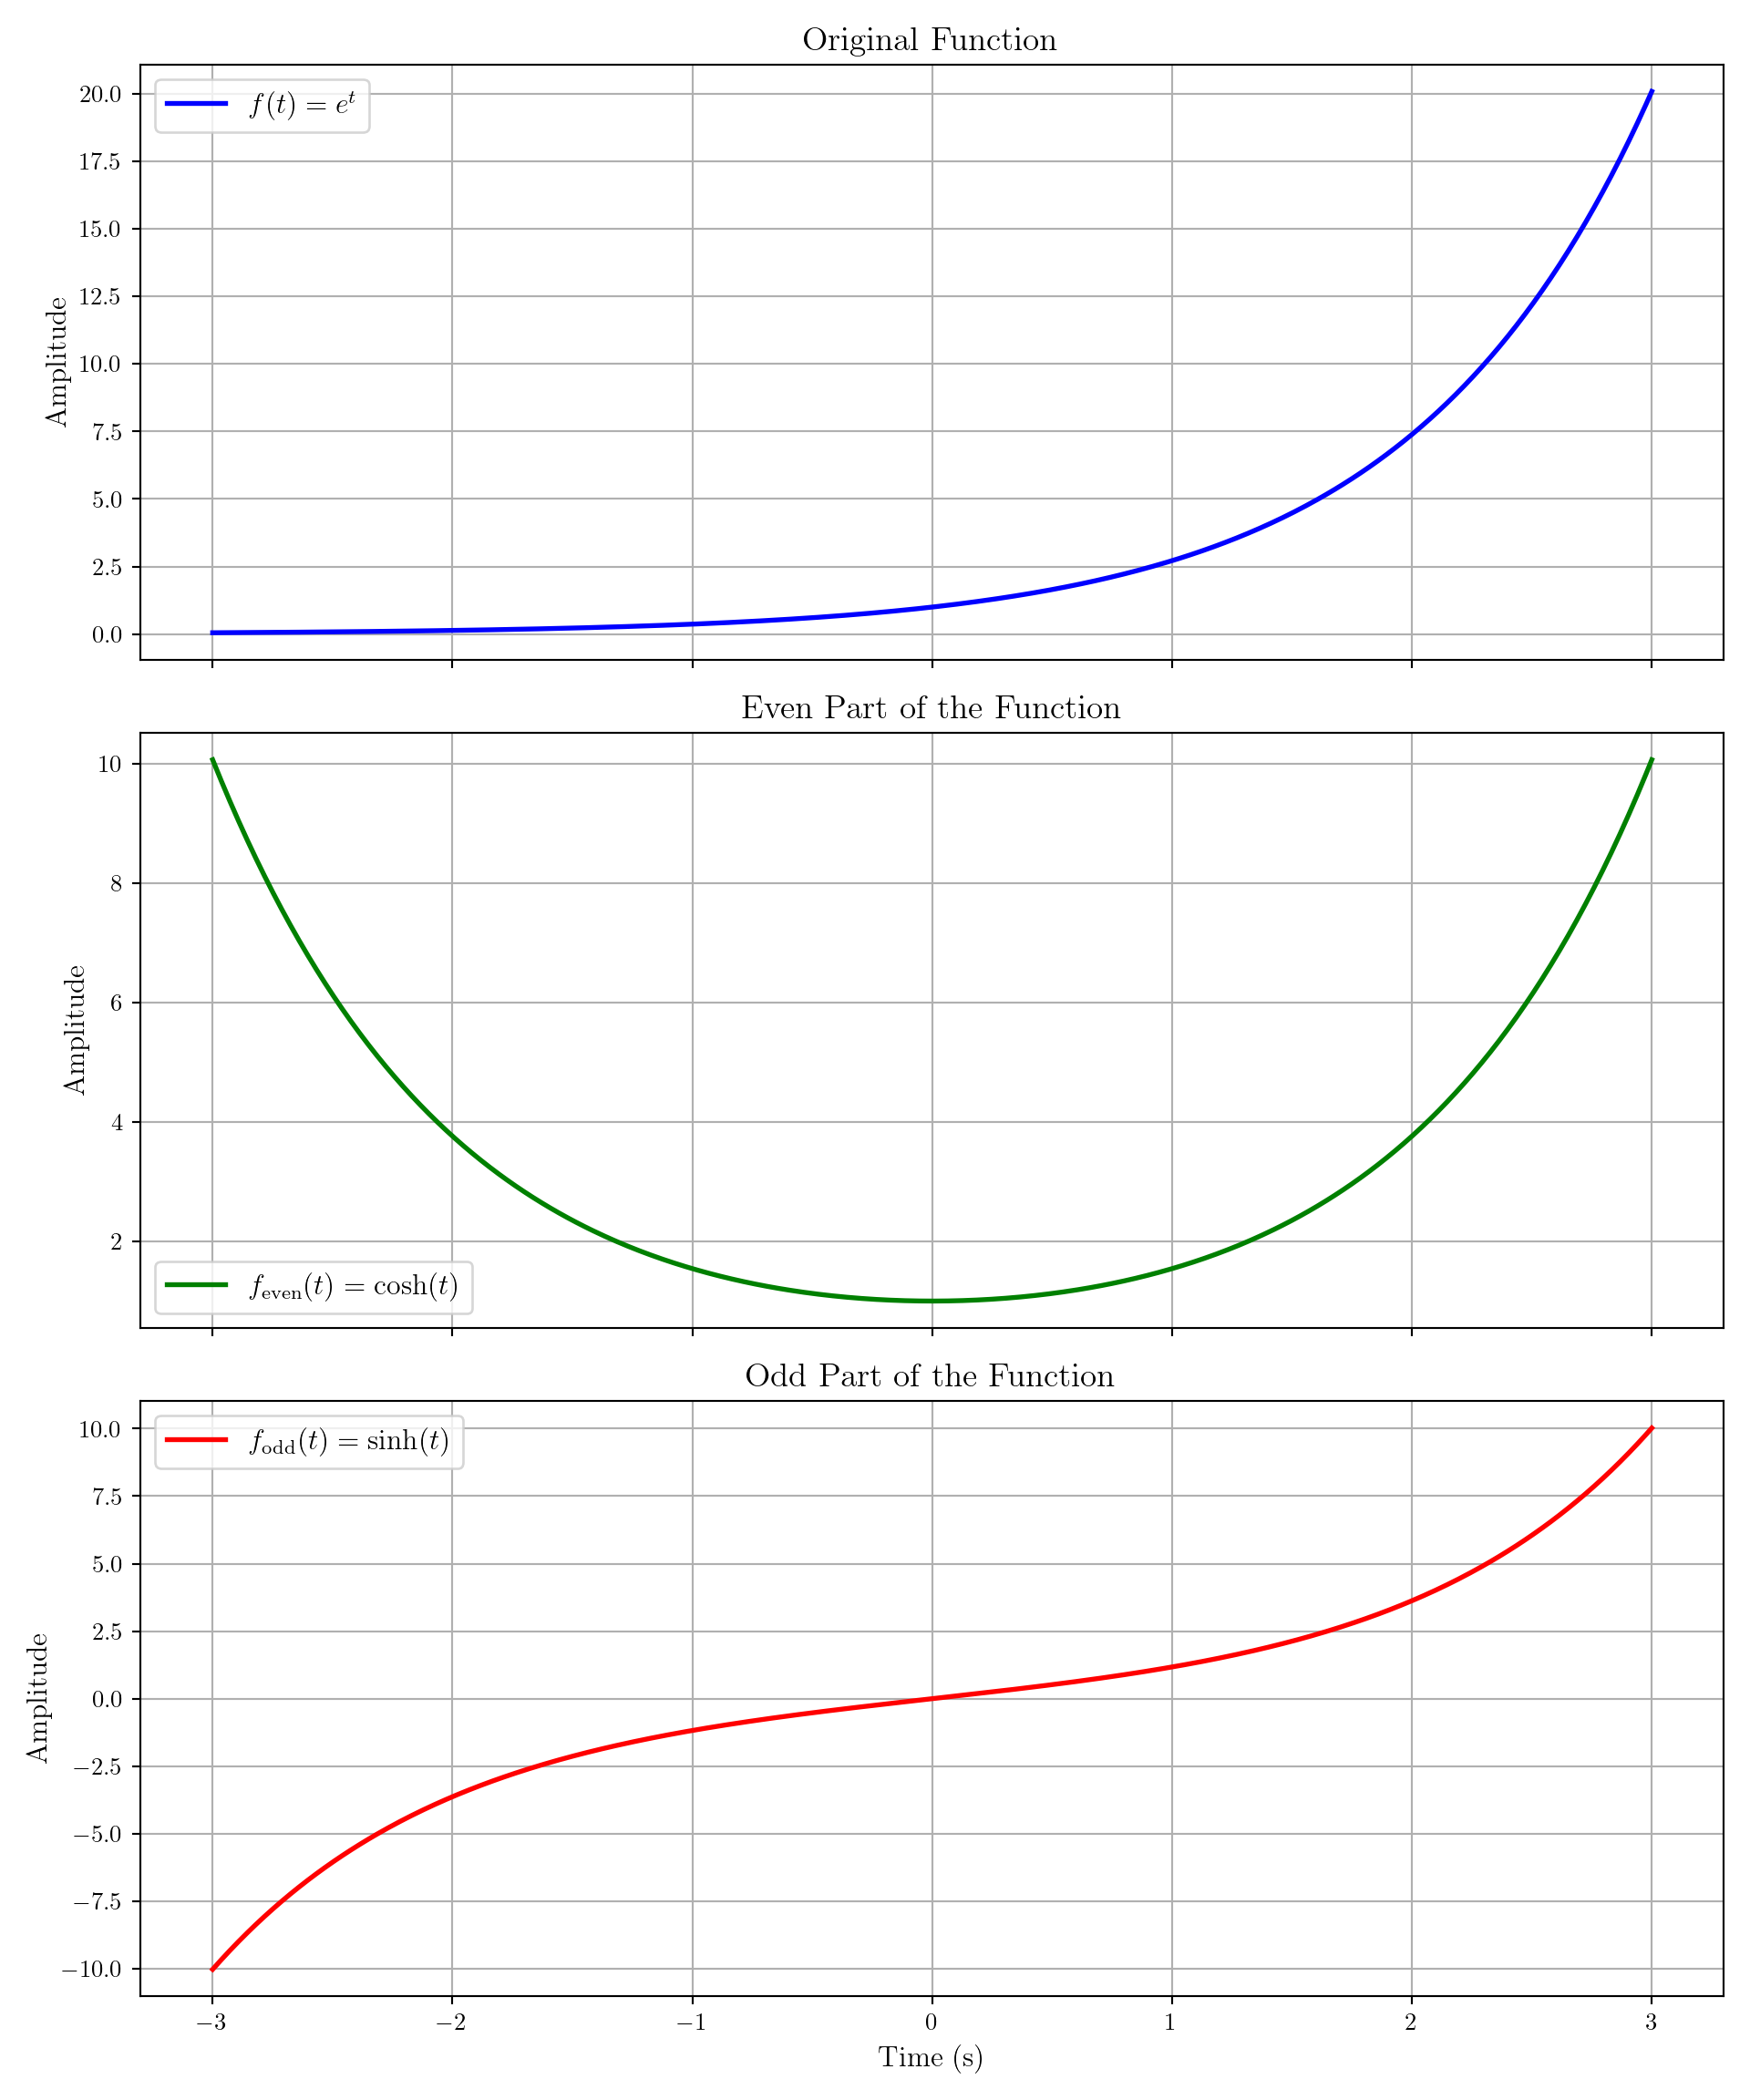 Original Function
f(t) = e^t
20.0
17.5
15.0
12.5
10.0
7.5
5.0
2.5
0.0
Amplitude
Even Part of the Function
10
8
6
4
2
Amplitude
f_even(t) = cosh(t)
Odd Part of the Function
f_odd(t) = sinh(t)
10.0
7.5
5.0
2.5
0.0
−2.5
−5.0
−7.5
−10.0
Amplitude
−3 −2 −1 0 1 2 3
Time (s)